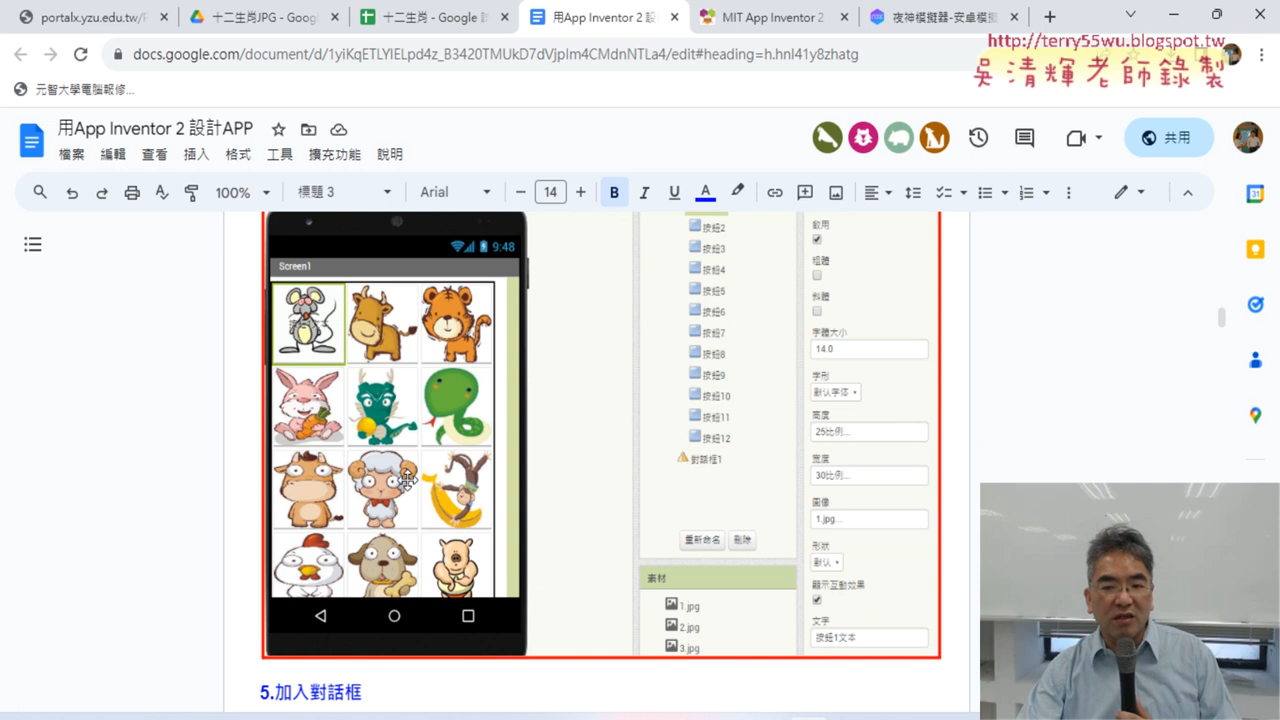 portalx.yzu.edu.tw/F
十二生肖JPG - Goog
十二生肖 - Google
用App Inventor 2 設
MIT App Inventor 2
夜神模擬器-安卓模擬
docs.google.com/document/d/1yiKqETLYlELpd4z_B3420TMUkD7dVjpIm4CMdnNTLa4/edit#heading=h.hnl41y8zhatg
http://terry55wu.blogspot.tw
吳清輝老師錄製
元智大學電腦報修...
用App Inventor 2 設計APP
檔案 編輯 查看 插入 格式 工具 擴充功能 說明
共用
100% 標題 3 Arial 14 B I U A
9:48
Screen1
按鈕2
按鈕3
按鈕4
按鈕5
按鈕6
按鈕7
按鈕8
按鈕9
按鈕10
按鈕11
按鈕12
對話框1
重新命名 刪除
素材
1.jpg
2.jpg
3.jpg
啟用
粗體
斜體
字體大小
14.0
字形
默认字体
高度
25比例...
宽度
30比例...
圖像
1.jpg...
形狀
默认
顯示互動效果
文字
按鈕1文本
5.加入對話框